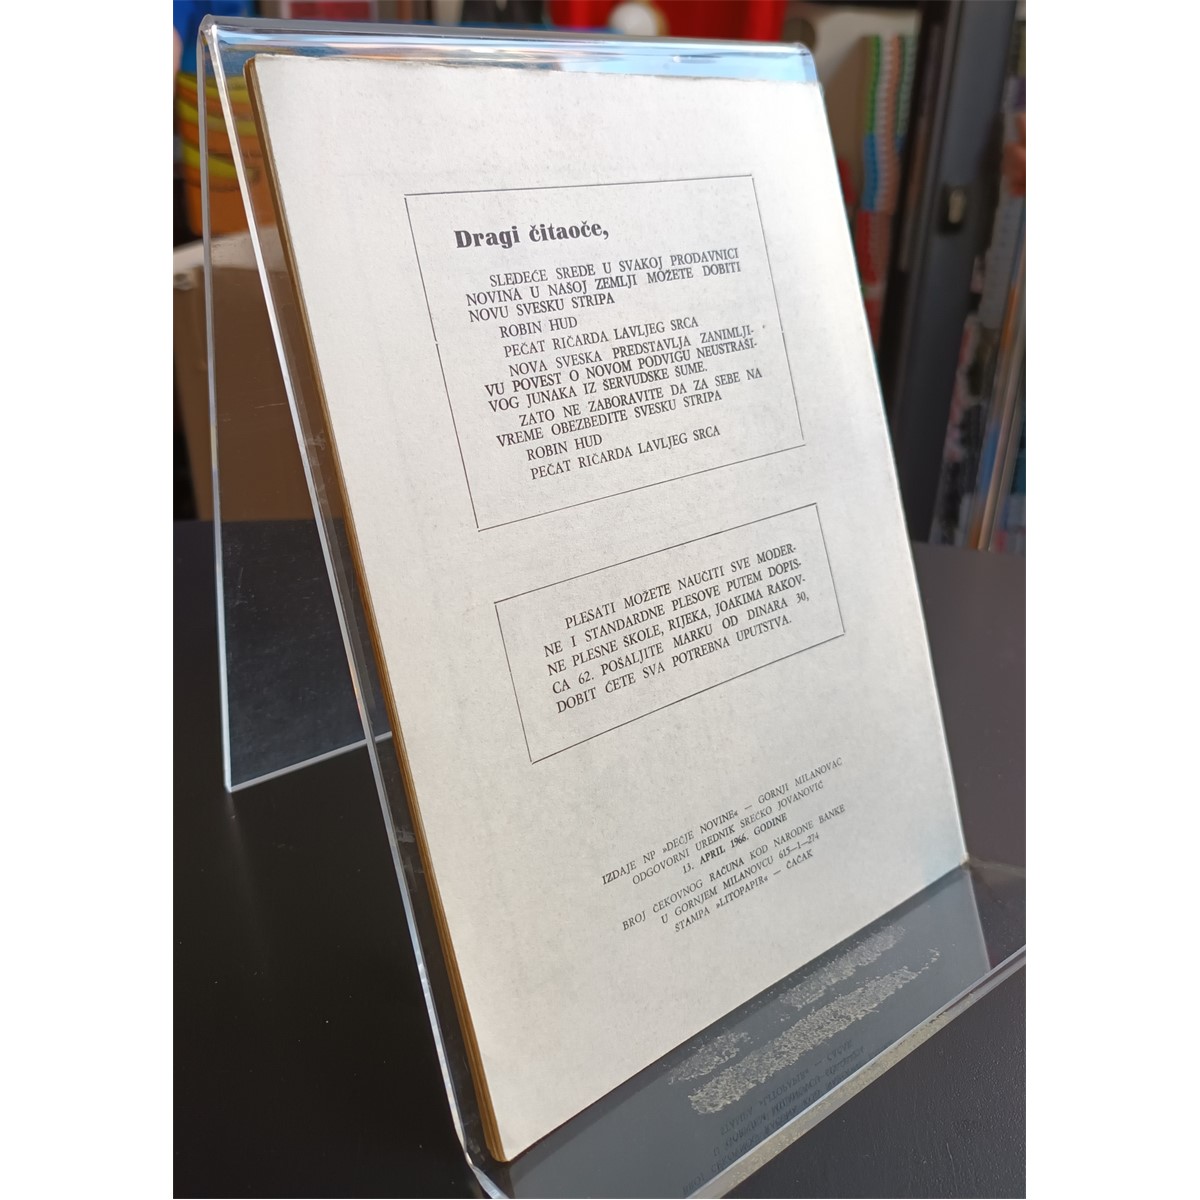 Dragi čitaoče,
SLEDEĆE SREDE U SVAKOJ PRODAVNICI
NOVINA U NAŠOJ ZEMLJI MOŽETE DOBITI
NOVU SVESKU STRIPA
ROBIN HUD
PEČAT RIČARDA LAVLJEG SRCA
NOVA SVESKA PREDSTAVLJA ZANIMLJI-
VU POVEST O NOVOM PODVIGU NEUSTRAŠI-
VOG JUNAKA IZ ŠERVUDSKE ŠUME.
ZATO NE ZABORAVITE DA ZA SEBE NA
VREME OBEZBEDITE SVESKU STRIPA
ROBIN HUD
PEČAT RIČARDA LAVLJEG SRCA
PLESATI MOŽETE NAUČITI SVE MODER-
NE I STANDARDNE PLESOVE PUTEM DOPIS-
NE PLESNE ŠKOLE, RIJEKA, JOAKIMA RAKOV-
CA 62. POŠALJITE MARKU OD DINARA 30,
DOBIT ĆETE SVA POTREBNA UPUTSTVA.
IZDAJE NP »DEČJE NOVINE« — GORNJI MILANOVAC
ODGOVORNI UREDNIK SREĆKO JOVANOVIĆ
13. APRIL 1966. GODINE
BROJ ČEKOVNOG RAČUNA KOD NARODNE BANKE
U GORNJEM MILANOVCU 615—1—274
ŠTAMPA »LITOPAPIR« — ČAČAK